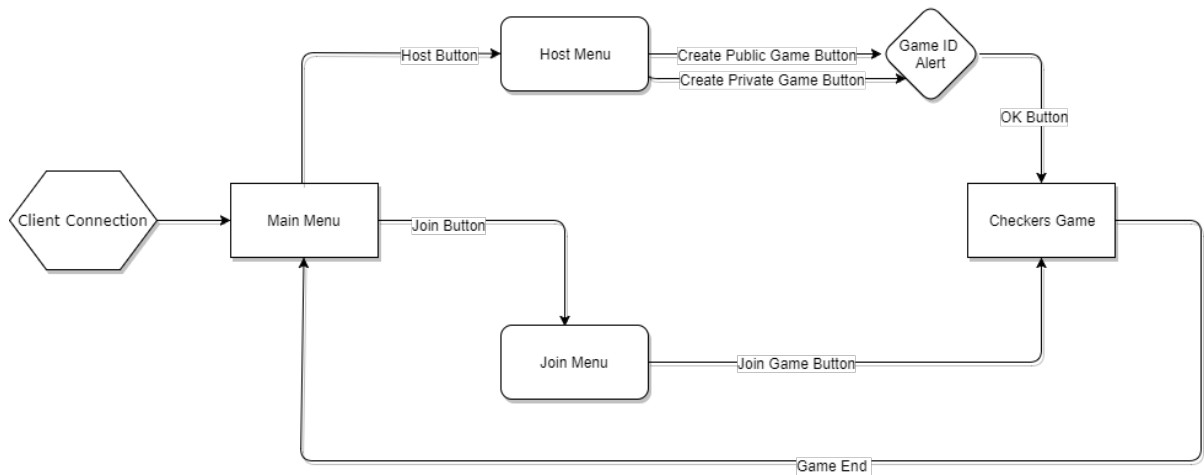 Host Button
Host Menu
Create Public Game Button
Create Private Game Button
Game ID
Alert
OK Button
Client Connection
Main Menu
Join Button
Checkers Game
Join Menu
Join Game Button
Game End